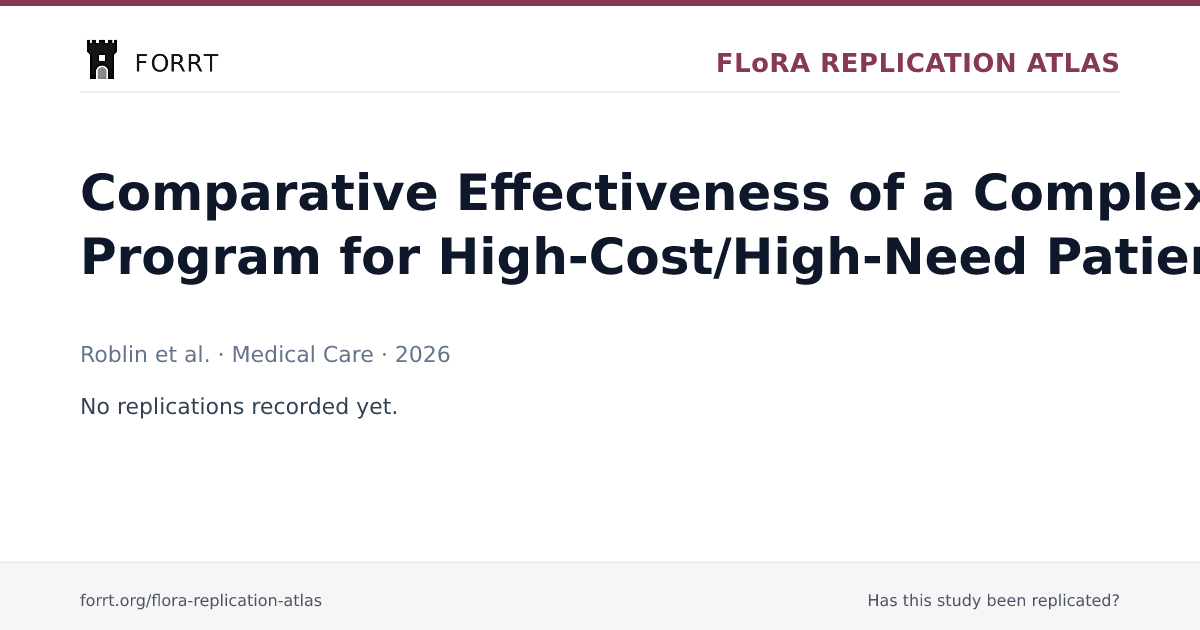 FORRT
FLoRA REPLICATION ATLAS
Comparative Effectiveness of a Complex
Program for High-Cost/High-Need
Roblin et al. · Medical Care · 2026
No replications recorded yet.
forrt.org/flora-replication-atlas
Has this study been replicated?